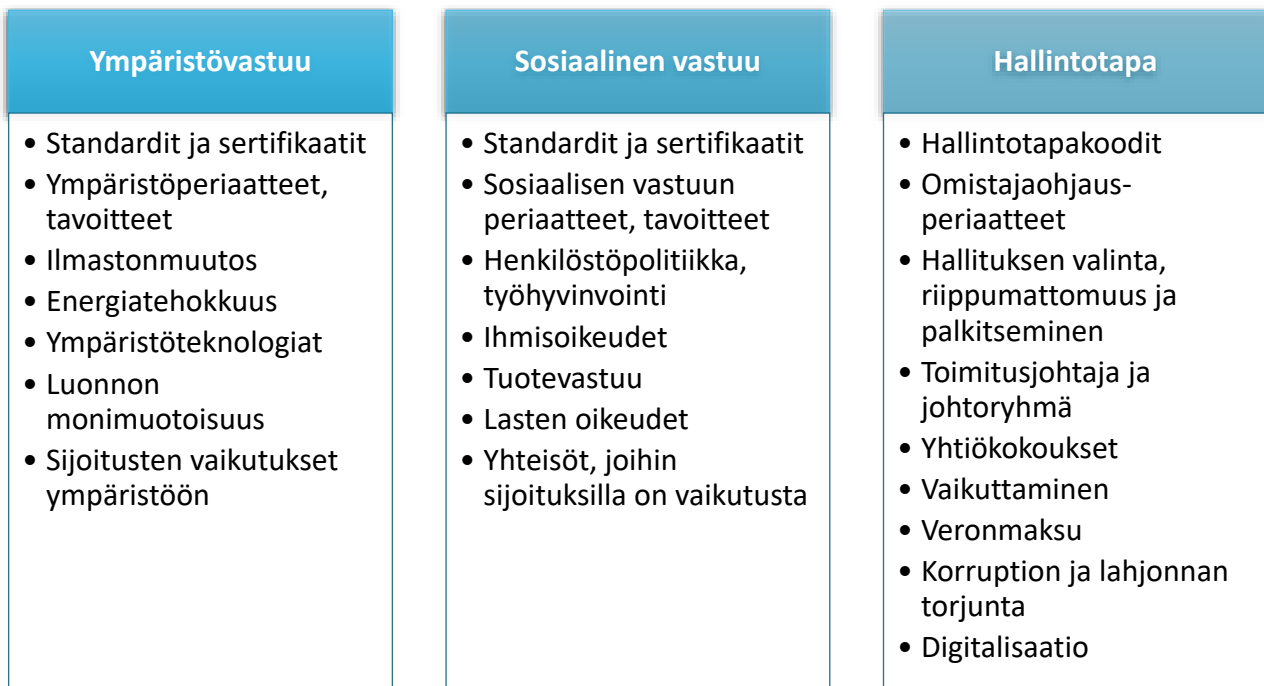 Ympäristövastuu
• Standardit ja sertifikaatit
• Ympäristöperiaatteet,
tavoitteet
• Ilmastonmuutos
• Energiatehokkuus
• Ympäristöteknologiat
• Luonnon
monimuotoisuus
• Sijoitusten vaikutukset
ympäristöön
Sosiaalinen vastuu
• Standardit ja sertifikaatit
• Sosiaalisen vastuun
periaatteet, tavoitteet
• Henkilöstöpolitiikka,
työhyvinvointi
• Ihmisoikeudet
• Tuotevastuu
• Lasten oikeudet
• Yhteisöt, joihin
sijoituksilla on vaikutusta
Hallintotapa
• Hallintotapakoodit
• Omistajaohjaus-
periaatteet
• Hallituksen valinta,
riippumattomuus ja
palkitseminen
• Toimitusjohtaja ja
johtoryhmä
• Yhtiökokoukset
• Vaikuttaminen
• Veronmaksu
• Korruption ja lahjonnan
torjunta
• Digitalisaatio